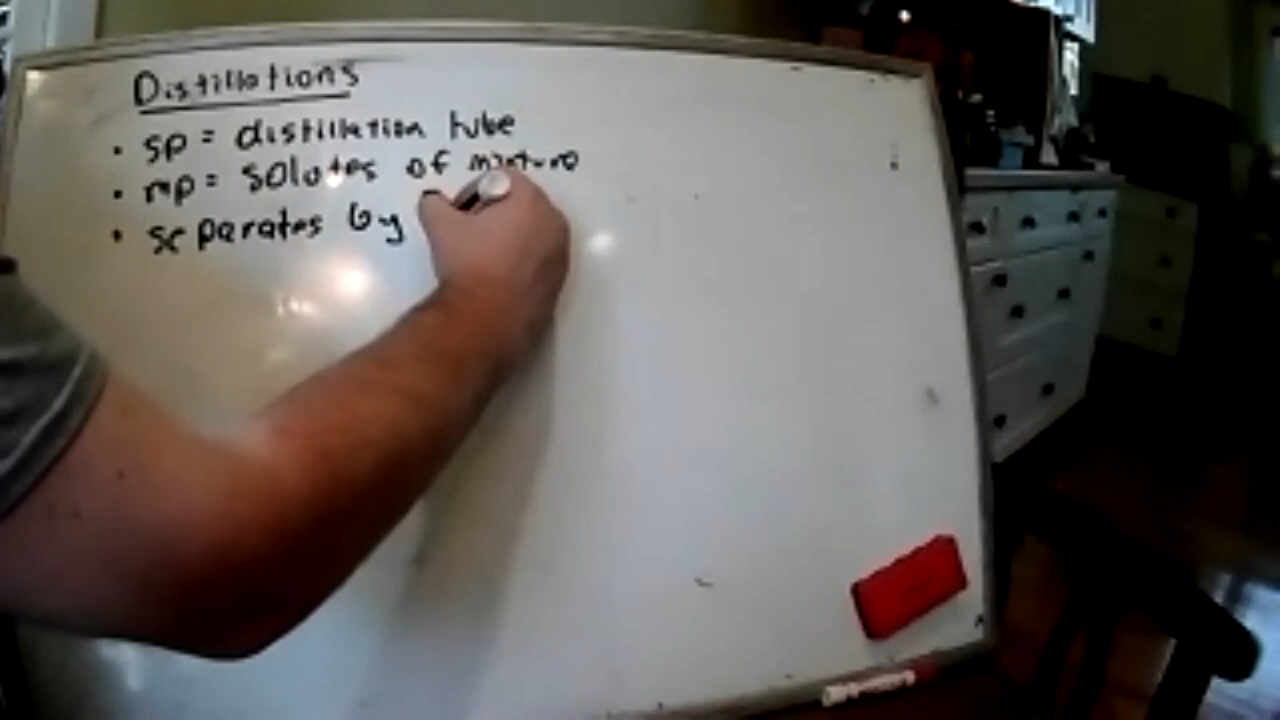 Distillations
• sp = distillation tube
• mp = solutes of mixture
• separates by